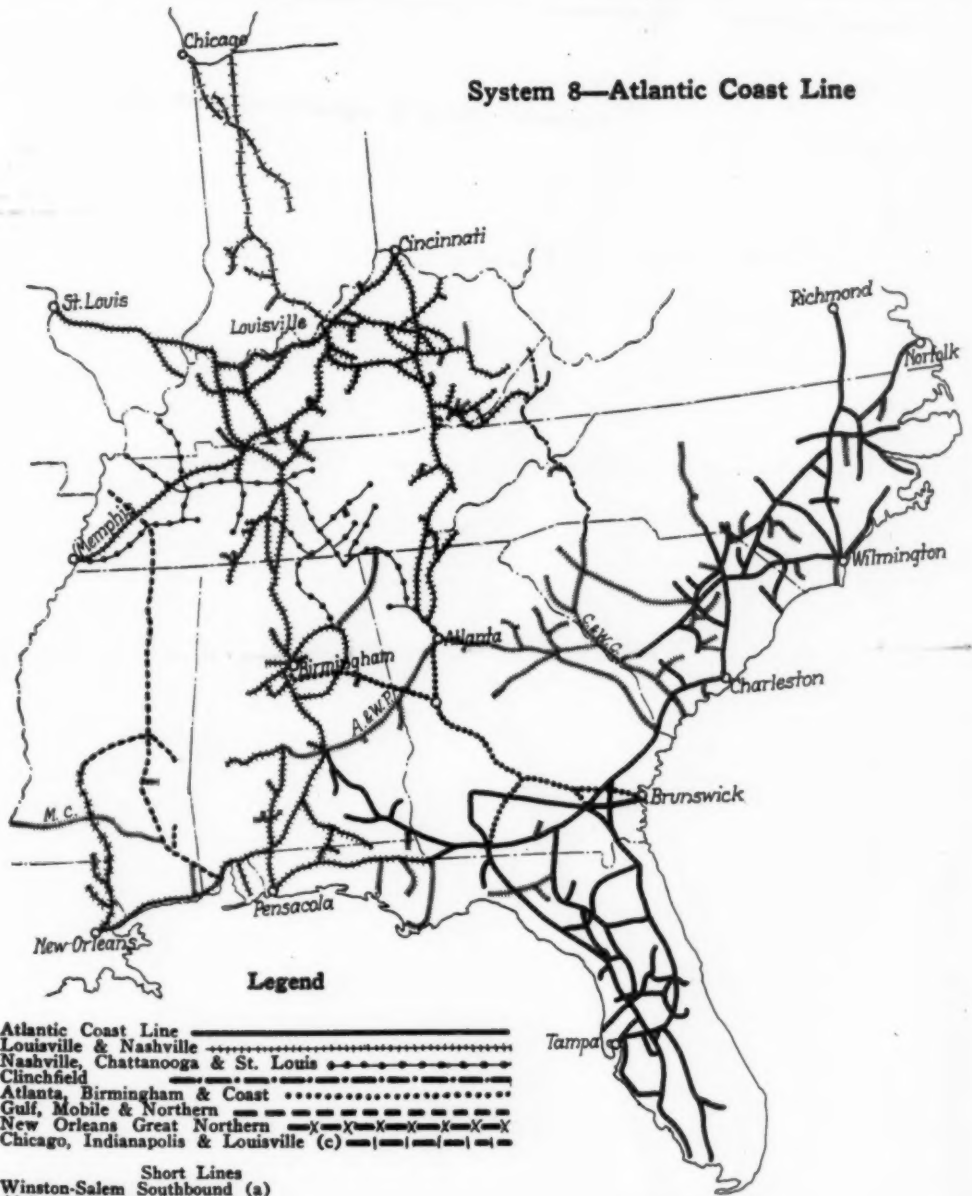 System 8—Atlantic Coast Line
Chicago
Cincinnati
St. Louis
Louisville
Richmond
Norfolk
Memphis
Wilmington
Atlanta
C.& W.C.
Birmingham
Charleston
A.& W.P.
Brunswick
M. C.
Pensacola
New Orleans
Tampa
Legend
Atlantic Coast Line
Louisville & Nashville
Nashville, Chattanooga & St. Louis
Clinchfield
Atlanta, Birmingham & Coast
Gulf, Mobile & Northern
New Orleans Great Northern
Chicago, Indianapolis & Louisville (c)
Short Lines
Winston-Salem Southbound (a)